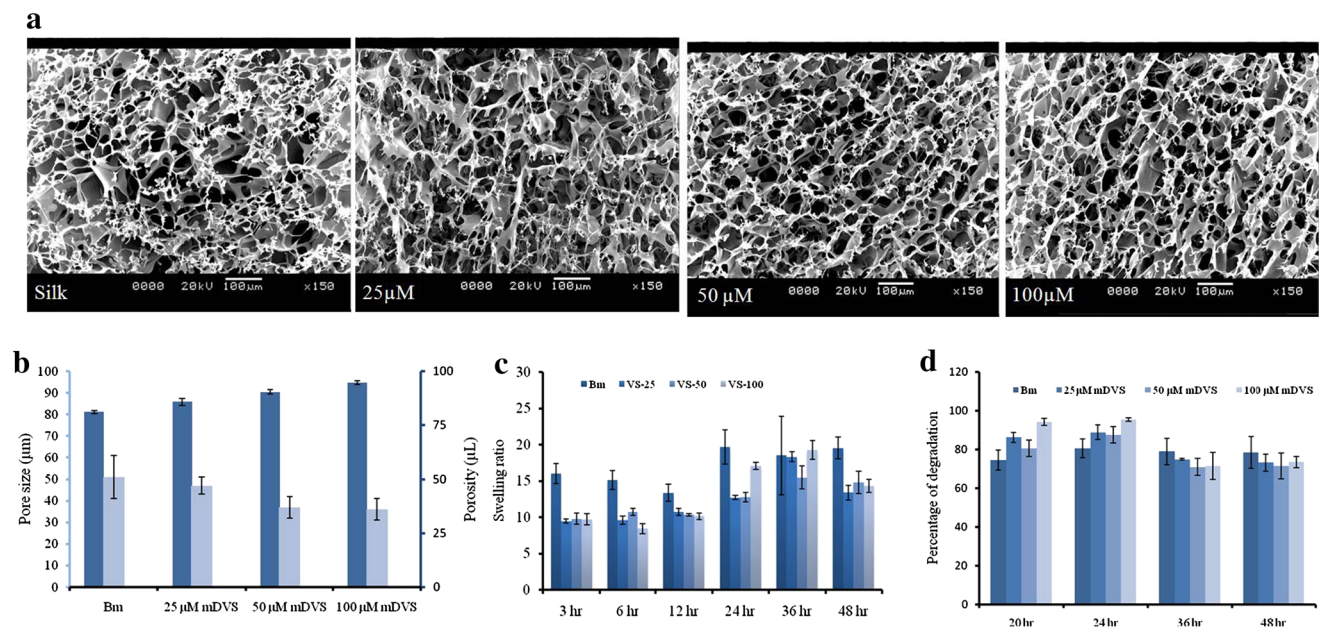 a
Silk 0000 20kV 100µm ×150
25µM 0000 20kV 100µm ×150
50 µM 0000 20kV 100µm ×150
100µM 0000 20kV 100µm ×150
b
Pore size (µm)
100
90
80
70
60
50
40
30
20
10
0
Bm 25 µM mDVS 50 µM mDVS 100 µM mDVS
100
75
50
25
0
Porosity (µL)
c
Bm VS-25 VS-50 VS-100
Swelling ratio
30
25
20
15
10
5
0
3 hr 6 hr 12 hr 24 hr 36 hr 48 hr
d
Bm 25 µM mDVS 50 µM mDVS 100 µM mDVS
Percentage of degradation
120
100
80
60
40
20
0
20 hr 24 hr 36 hr 48 hr